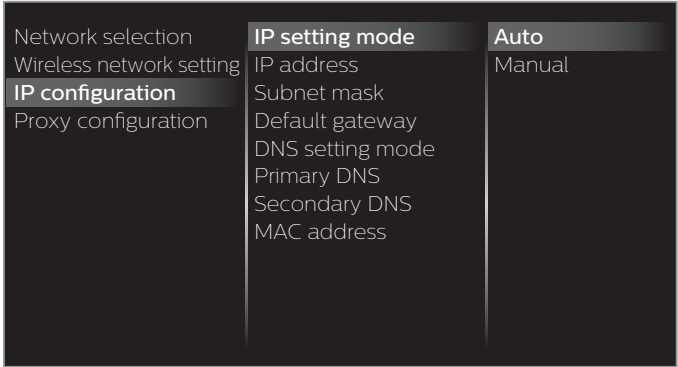 Network selection
Wireless network setting
IP configuration
Proxy configuration
IP setting mode
IP address
Subnet mask
Default gateway
DNS setting mode
Primary DNS
Secondary DNS
MAC address
Auto
Manual